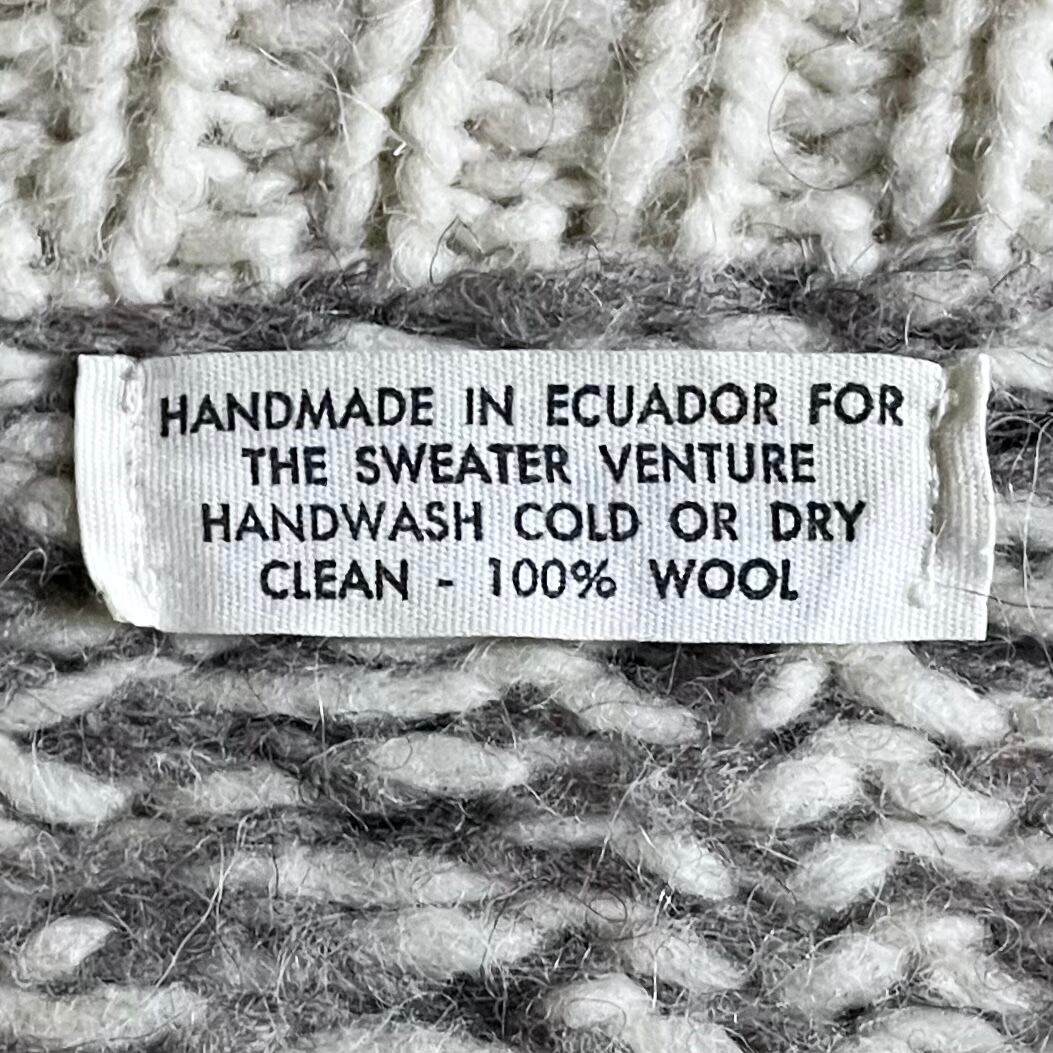 HANDMADE IN ECUADOR FOR
THE SWEATER VENTURE
HANDWASH COLD OR DRY
CLEAN - 100% WOOL